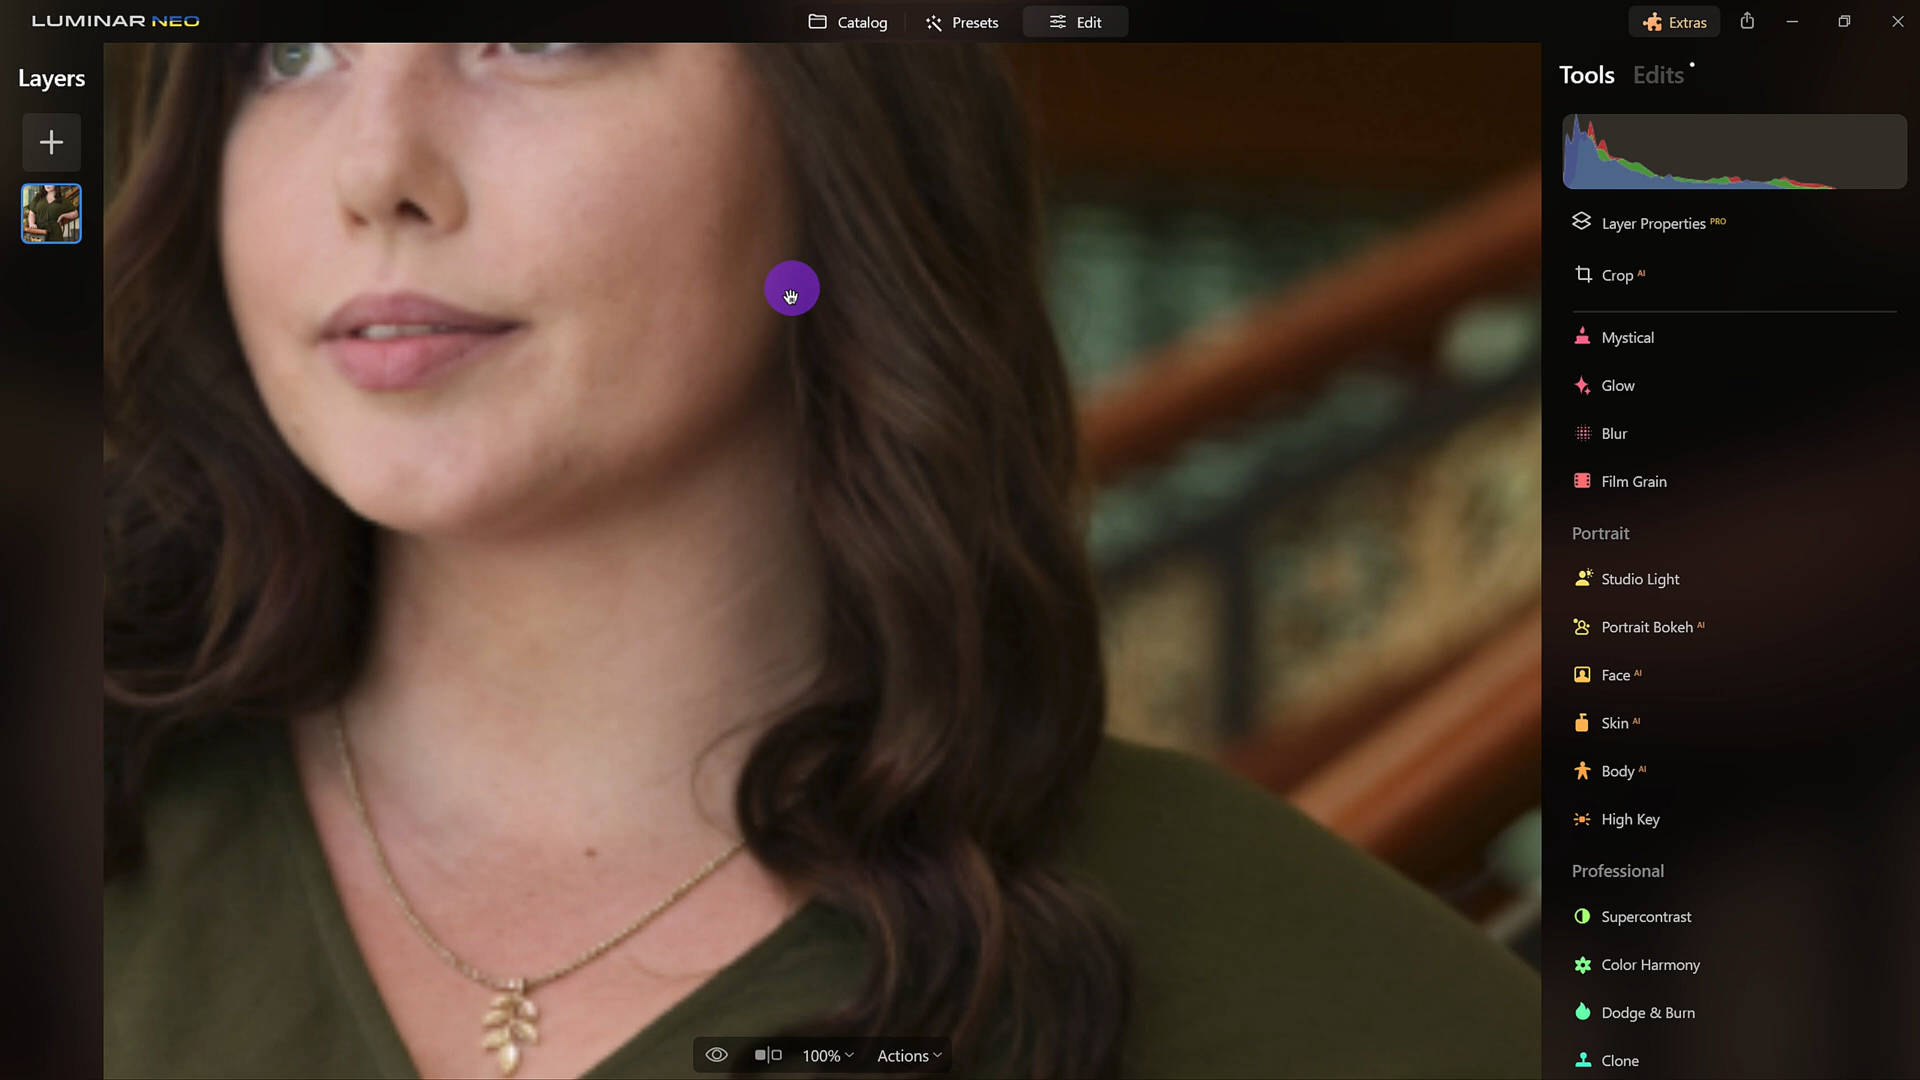 LUMINAR NEO
Catalog
Presets
Edit
Extras
Layers
Tools Edits
Layer Properties PRO
Crop AI
Mystical
Glow
Blur
Film Grain
Portrait
Studio Light
Portrait Bokeh AI
Face AI
Skin AI
Body AI
High Key
Professional
Supercontrast
Color Harmony
Dodge & Burn
Clone
100%
Actions